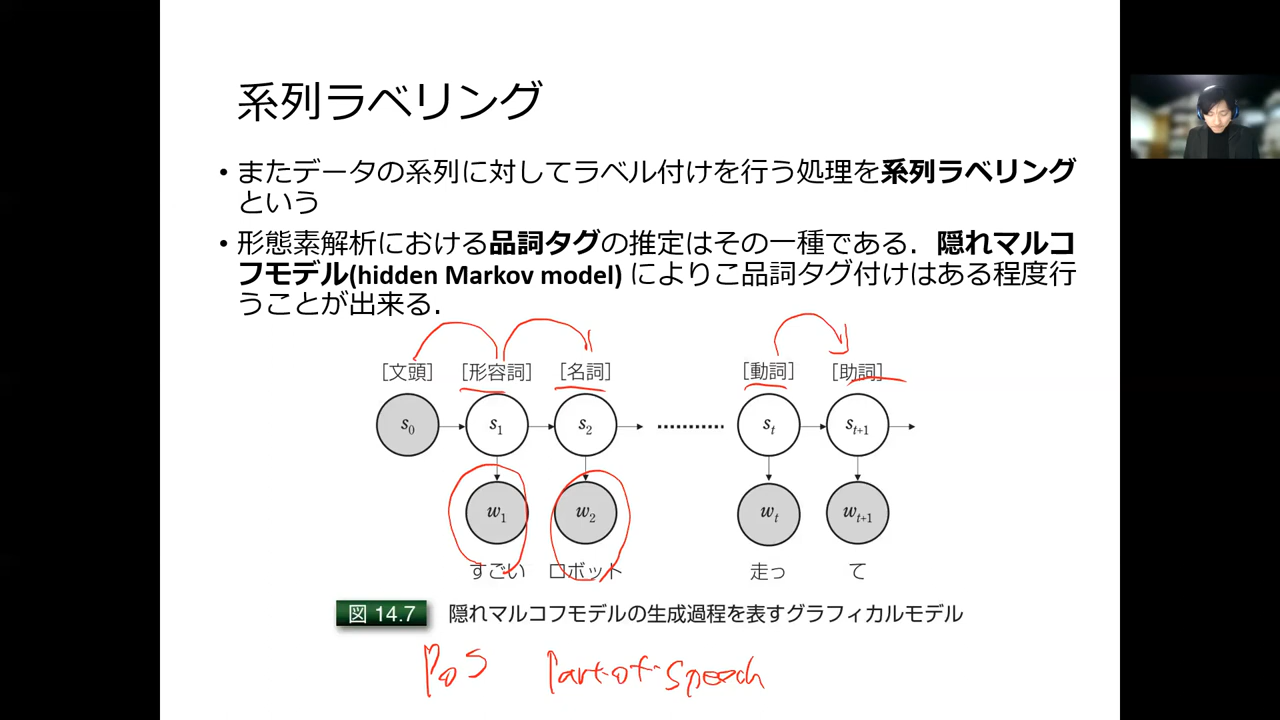 系列ラベリング
• またデータの系列に対してラベル付けを行う処理を系列ラベリング
という
• 形態素解析における品詞タグの推定はその一種である．隠れマルコ
フモデル(hidden Markov model) によりこ品詞タグ付けはある程度行
うことが出来る．
[文頭] [形容詞] [名詞] [動詞] [助詞]
s0 s1 s2 st st+1
w1 w2 wt wt+1
すごい ロボット 走っ て
図 14.7 隠れマルコフモデルの生成過程を表すグラフィカルモデル
PoS Part-of-Speech